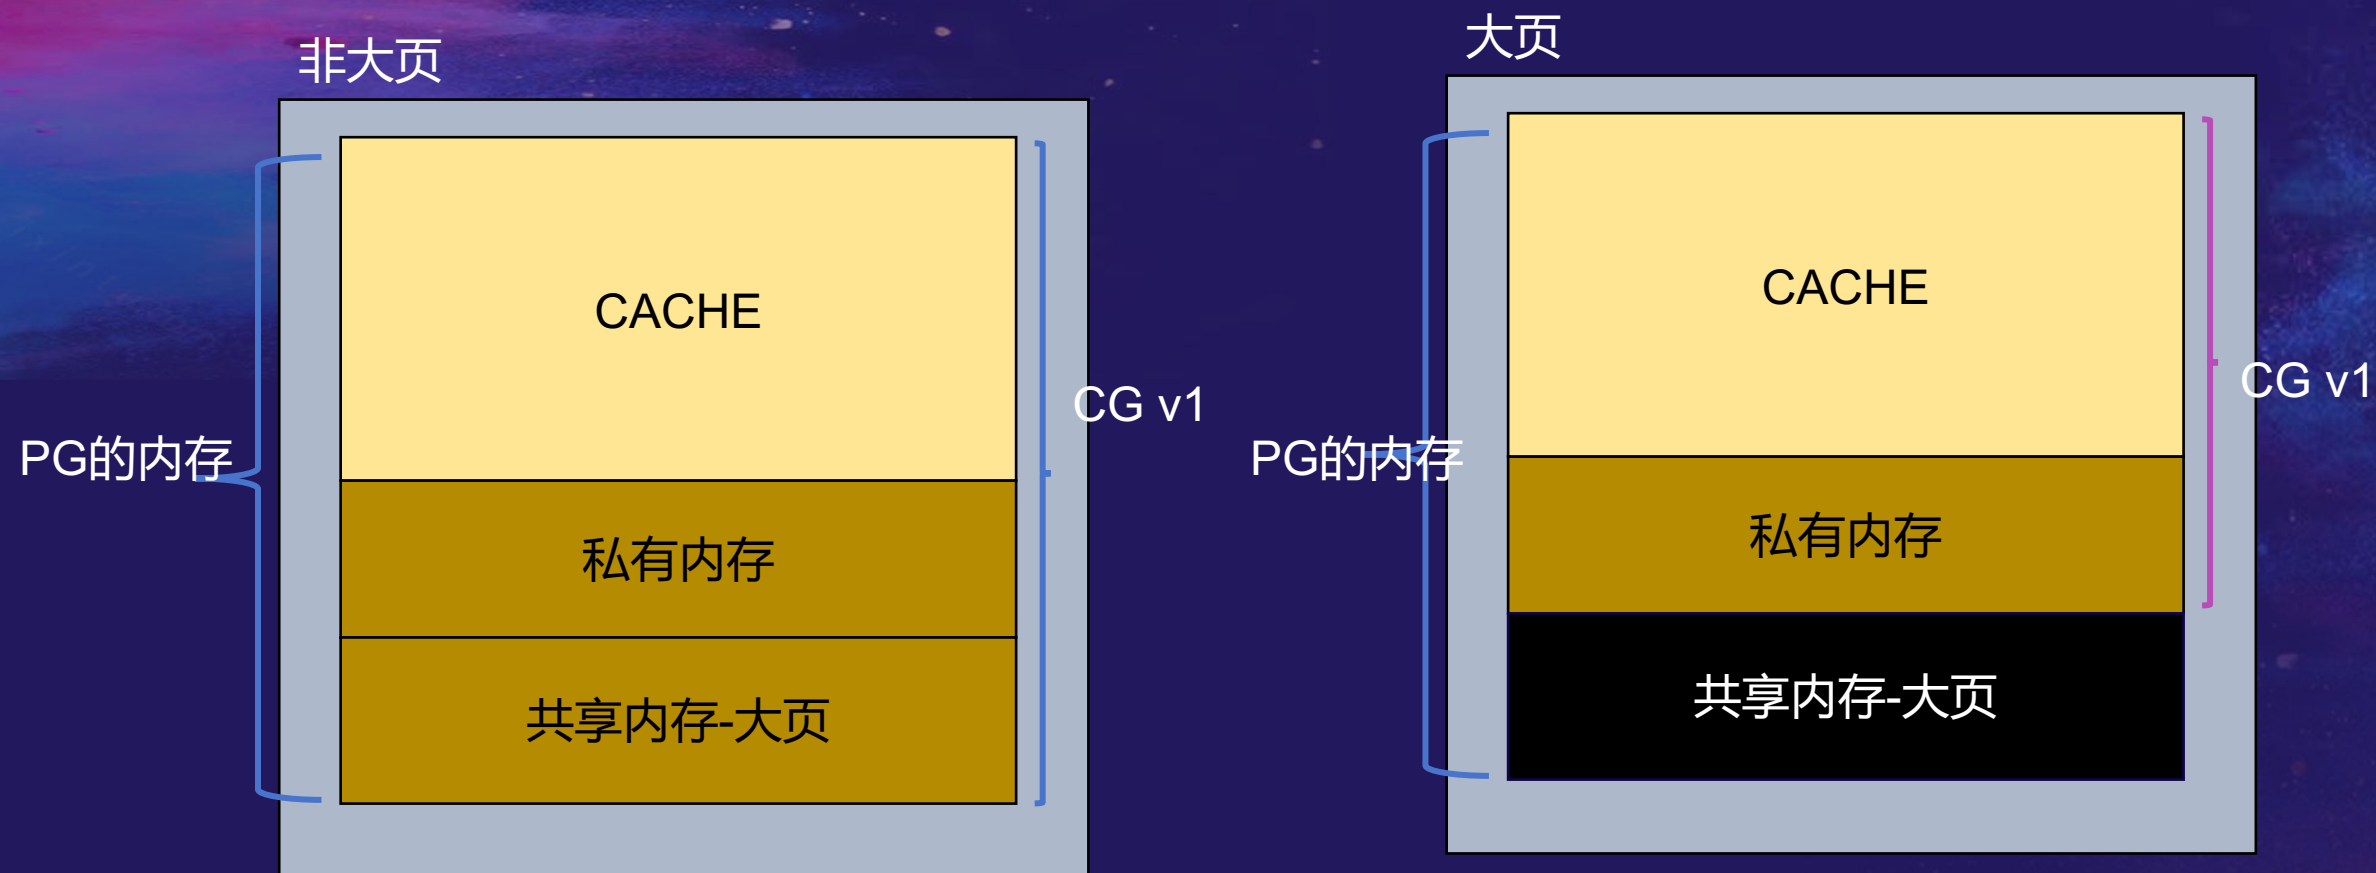 非大页
CACHE
CG v1
PG的内存
私有内存
共享内存-大页
大页
CACHE
CG v1
PG的内存
私有内存
共享内存-大页